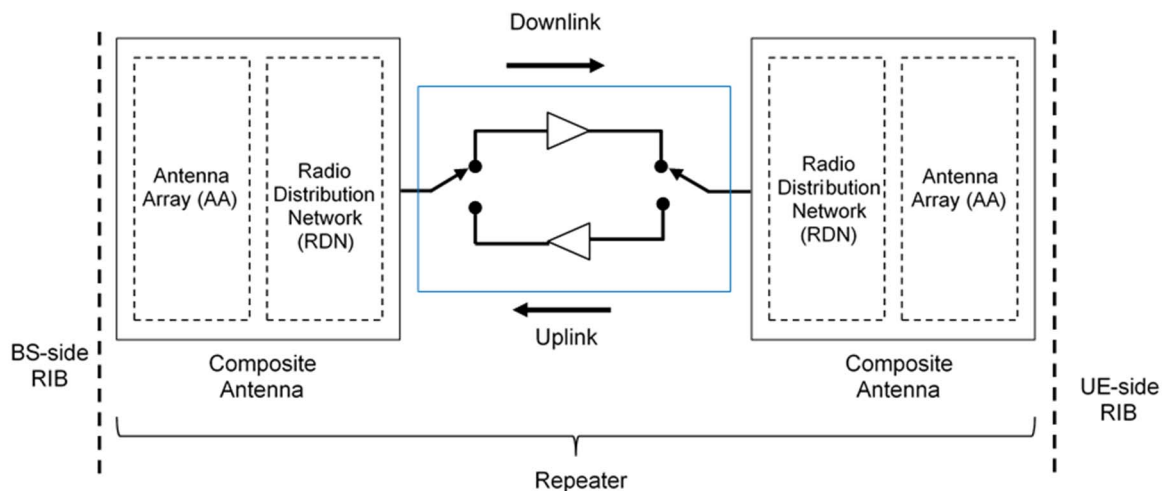 Downlink
Antenna
Array (AA)
Radio
Distribution
Network
(RDN)
Radio
Distribution
Network
(RDN)
Antenna
Array (AA)
Uplink
BS-side
RIB
Composite
Antenna
Composite
Antenna
UE-side
RIB
Repeater